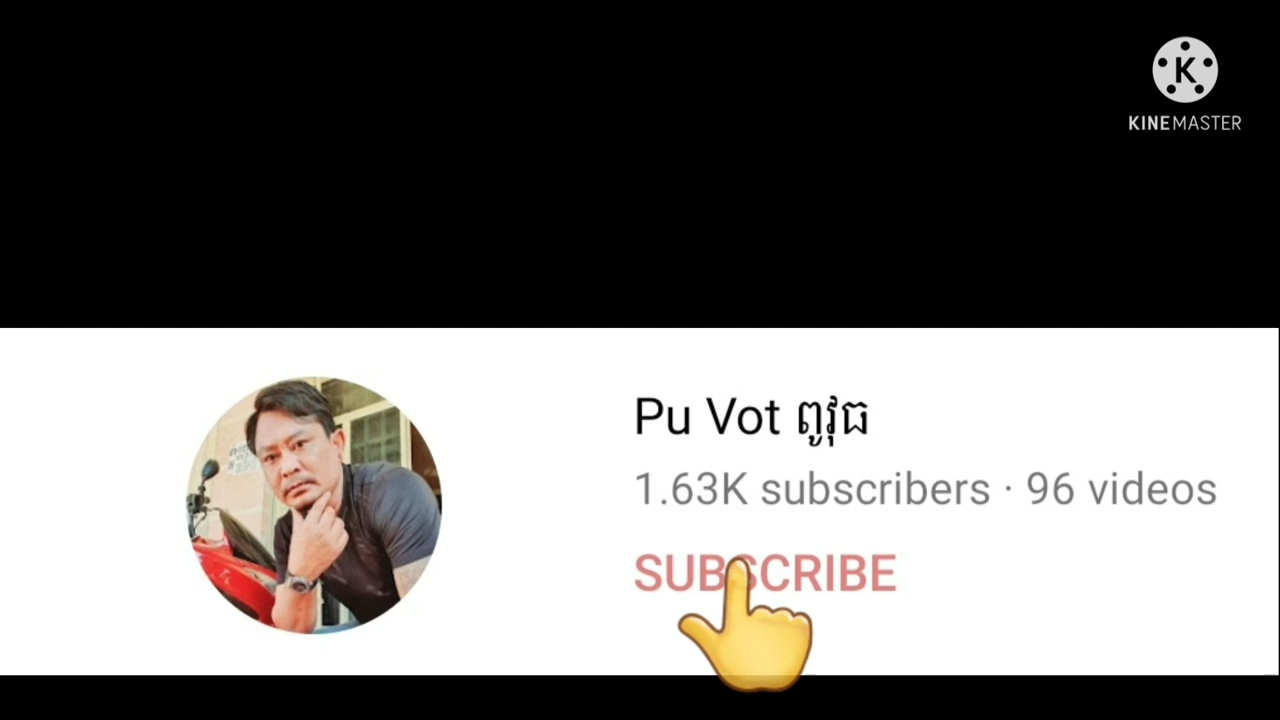 K
KINEMASTER
Pu Vot ពូវុធ
1.63K subscribers · 96 videos
SUBSCRIBE